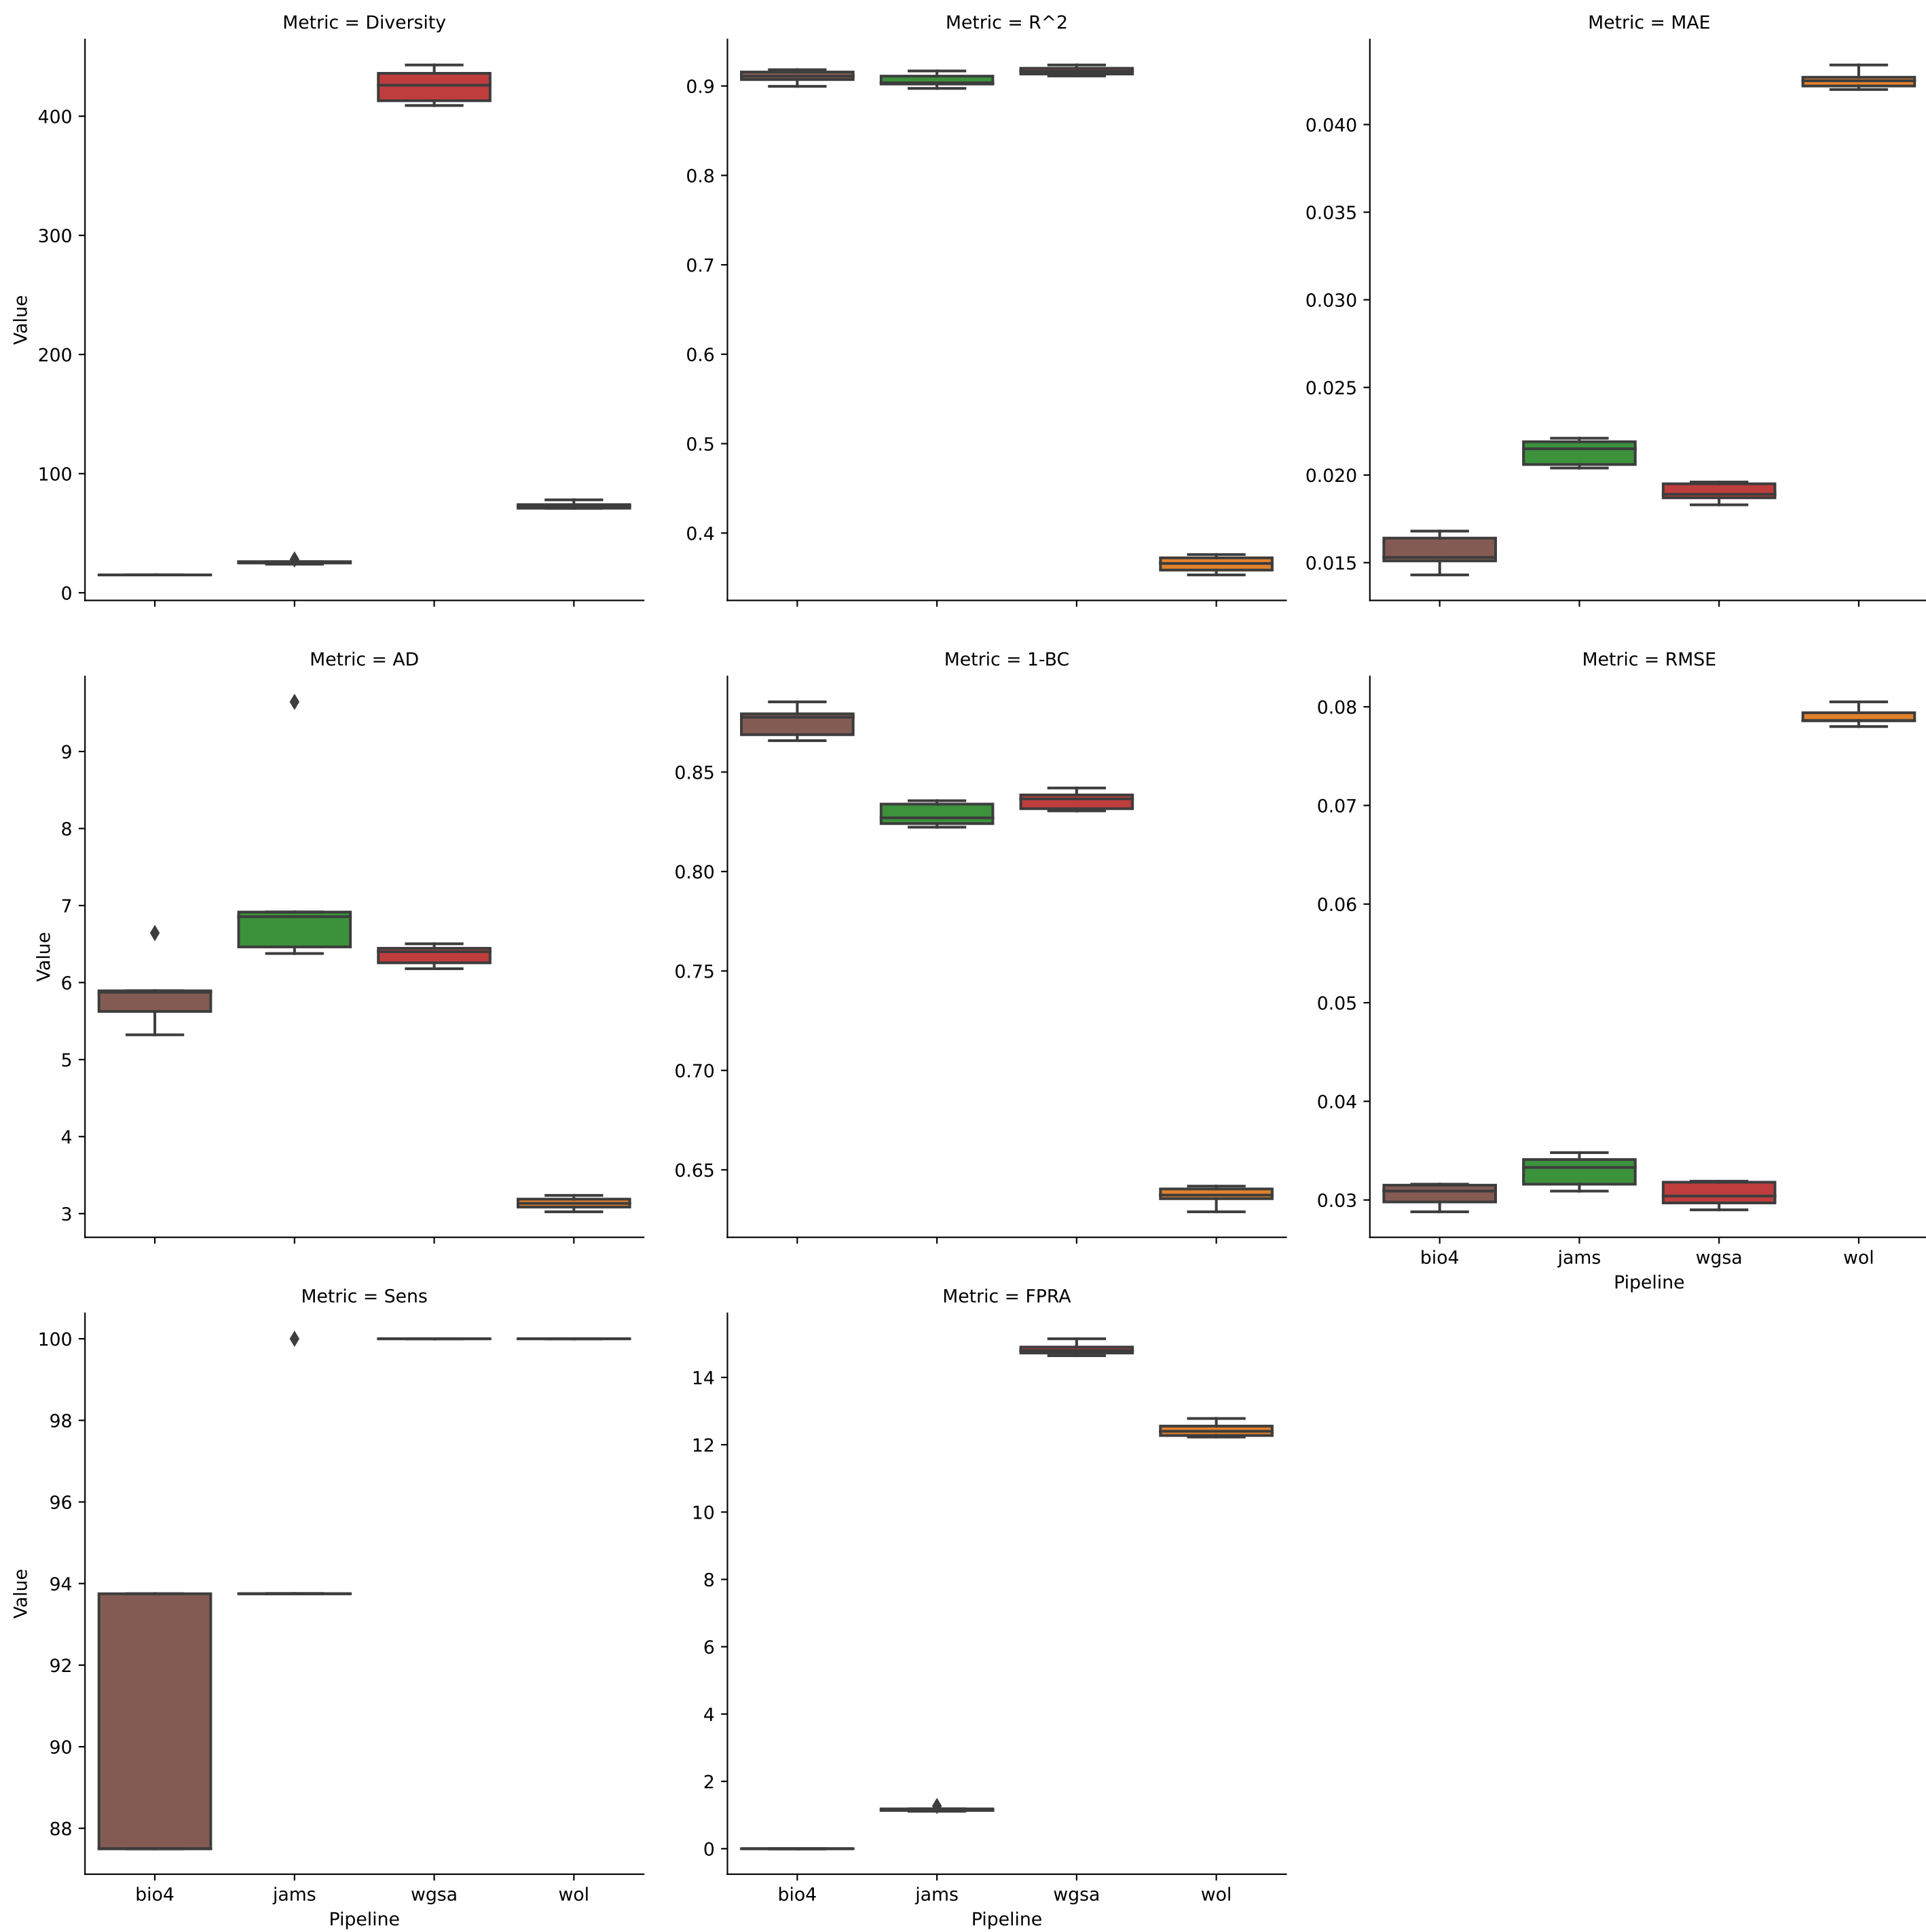 Metric = Diversity
Value
400
300
200
100
0
Metric = R^2
0.9
0.8
0.7
0.6
0.5
0.4
Metric = MAE
0.040
0.035
0.030
0.025
0.020
0.015
Metric = AD
Value
9
8
7
6
5
4
3
Metric = 1-BC
0.85
0.80
0.75
0.70
0.65
Metric = RMSE
0.08
0.07
0.06
0.05
0.04
0.03
bio4 jams wgsa wol
Pipeline
Metric = Sens
Value
100
98
96
94
92
90
88
bio4 jams wgsa wol
Pipeline
Metric = FPRA
14
12
10
8
6
4
2
0
bio4 jams wgsa wol
Pipeline